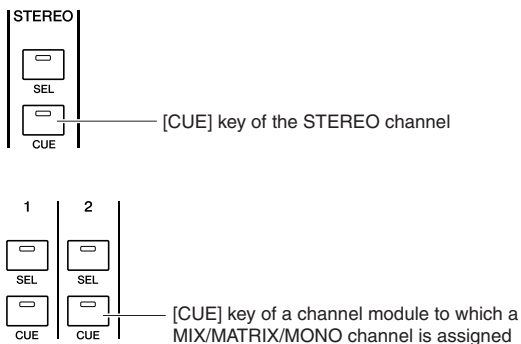 STEREO
SEL
[CUE] key of the STEREO channel
CUE
1 2
SEL SEL
[CUE] key of a channel module to which a
CUE CUE MIX/MATRIX/MONO channel is assigned